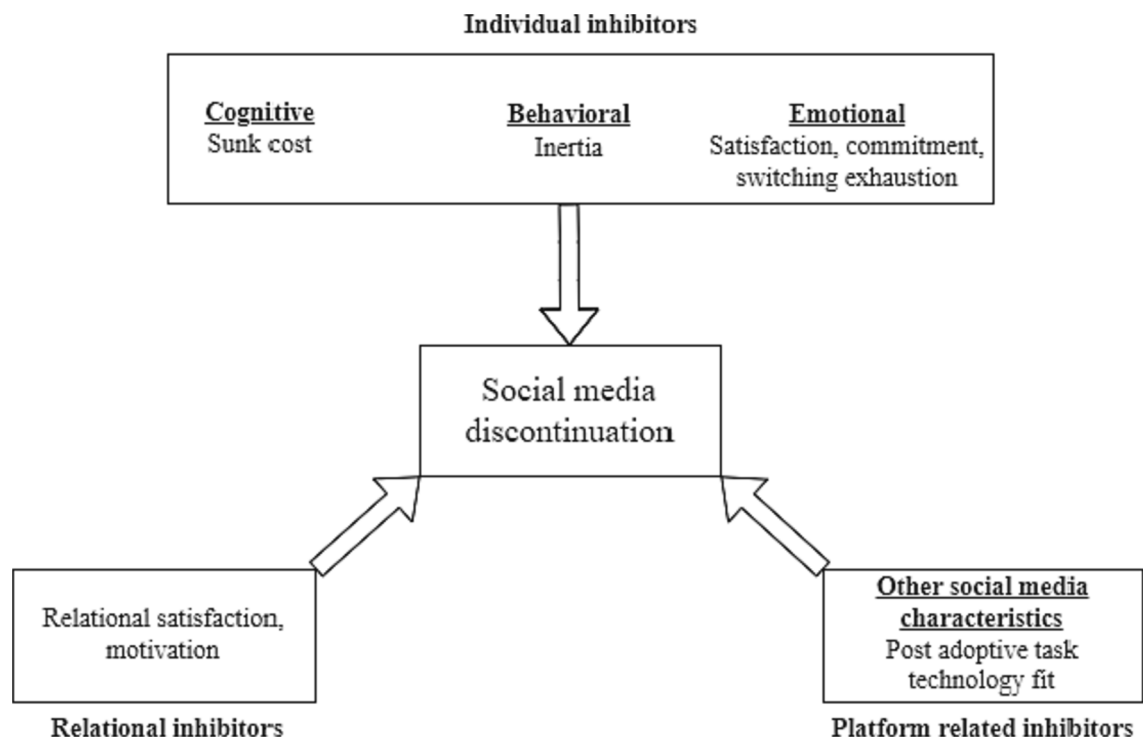 Individual inhibitors
Cognitive
Sunk cost
Behavioral
Inertia
Emotional
Satisfaction, commitment,
switching exhaustion
Social media
discontinuation
Relational satisfaction,
motivation
Relational inhibitors
Other social media
characteristics
Post adoptive task
technology fit
Platform related inhibitors